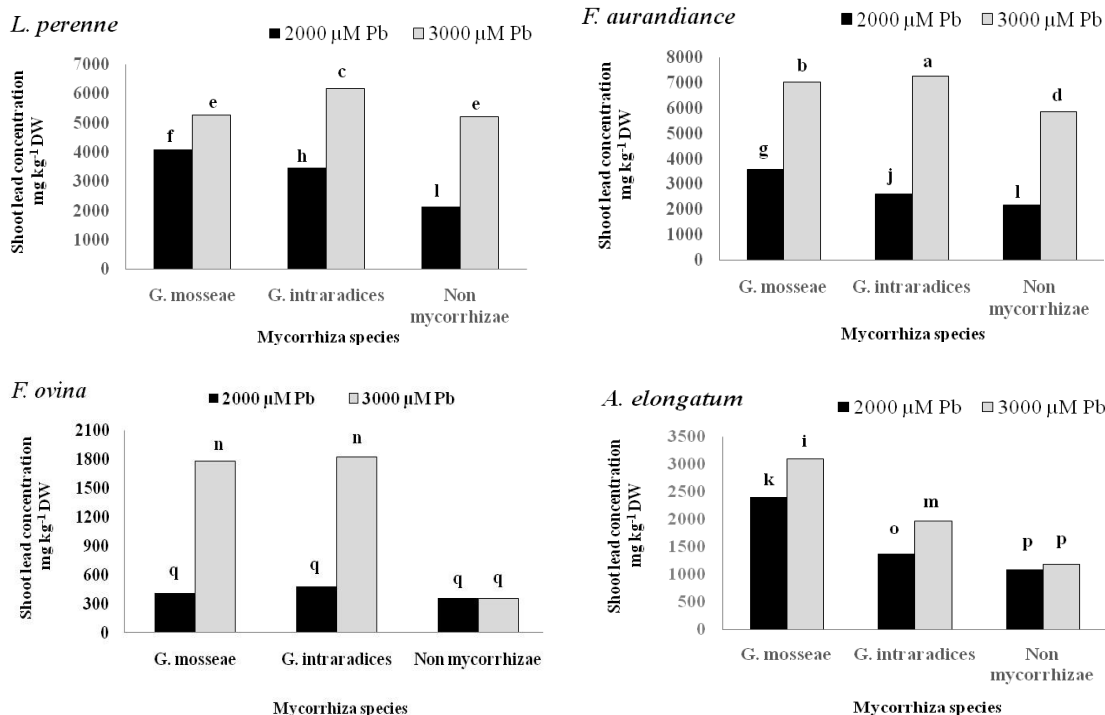 L. perenne
2000 µM Pb 3000 µM Pb
Shoot lead concentration
mg kg-1 DW
7000
6000
5000
4000
3000
2000
1000
0
f e h c l e
G. mosseae G. intraradices Non
mycorrhizae
Mycorrhiza species
F. aurandiance
2000 µM Pb 3000 µM Pb
Shoot lead concentration
mg kg-1 DW
8000
7000
6000
5000
4000
3000
2000
1000
0
g b j a l d
G. mosseae G. intraradices Non
mycorrhizae
Mycorrhiza species
F. ovina
2000 µM Pb 3000 µM Pb
Shoot lead concentration
mg kg-1 DW
2100
1800
1500
1200
900
600
300
0
q n q n q q
G. mosseae G. intraradices Non mycorrhizae
Mycorrhiza species
A. elongatum
2000 µM Pb 3000 µM Pb
Shoot lead concentration
mg kg-1 DW
3500
3000
2500
2000
1500
1000
500
0
k i o m p p
G. mosseae G. intraradices Non
mycorrhizae
Mycorrhiza species